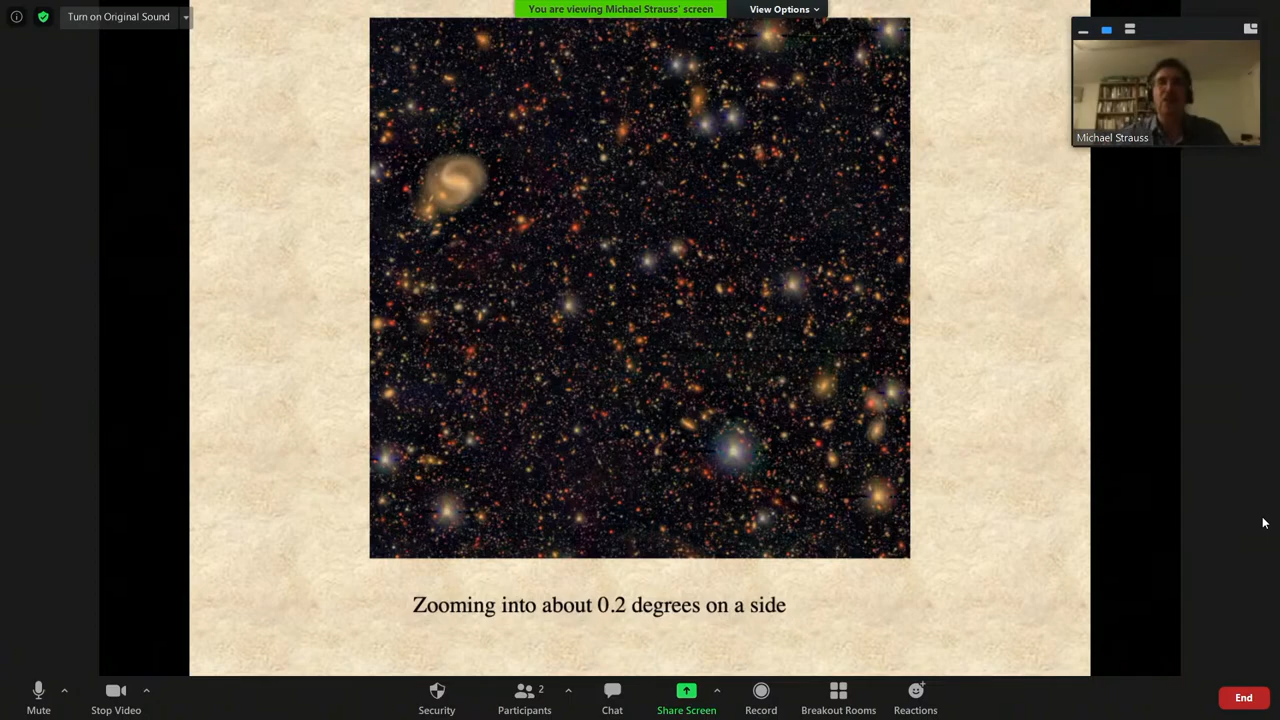 Turn on Original Sound
You are viewing Michael Strauss' screen
View Options
Michael Strauss
Zooming into about 0.2 degrees on a side
Mute
Stop Video
Security
2
Participants
Chat
Share Screen
Record
Breakout Rooms
Reactions
End